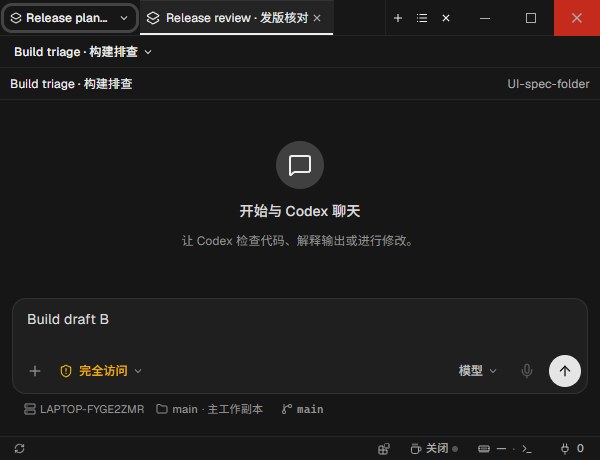 Release plan... Release review · 发版核对
Build triage · 构建排查
Build triage · 构建排查 UI-spec-folder
开始与 Codex 聊天
让 Codex 检查代码、解释输出或进行修改。
Build draft B
完全访问 模型
LAPTOP-FYGE2ZMR main · 主工作副本 main
关闭 — · 0